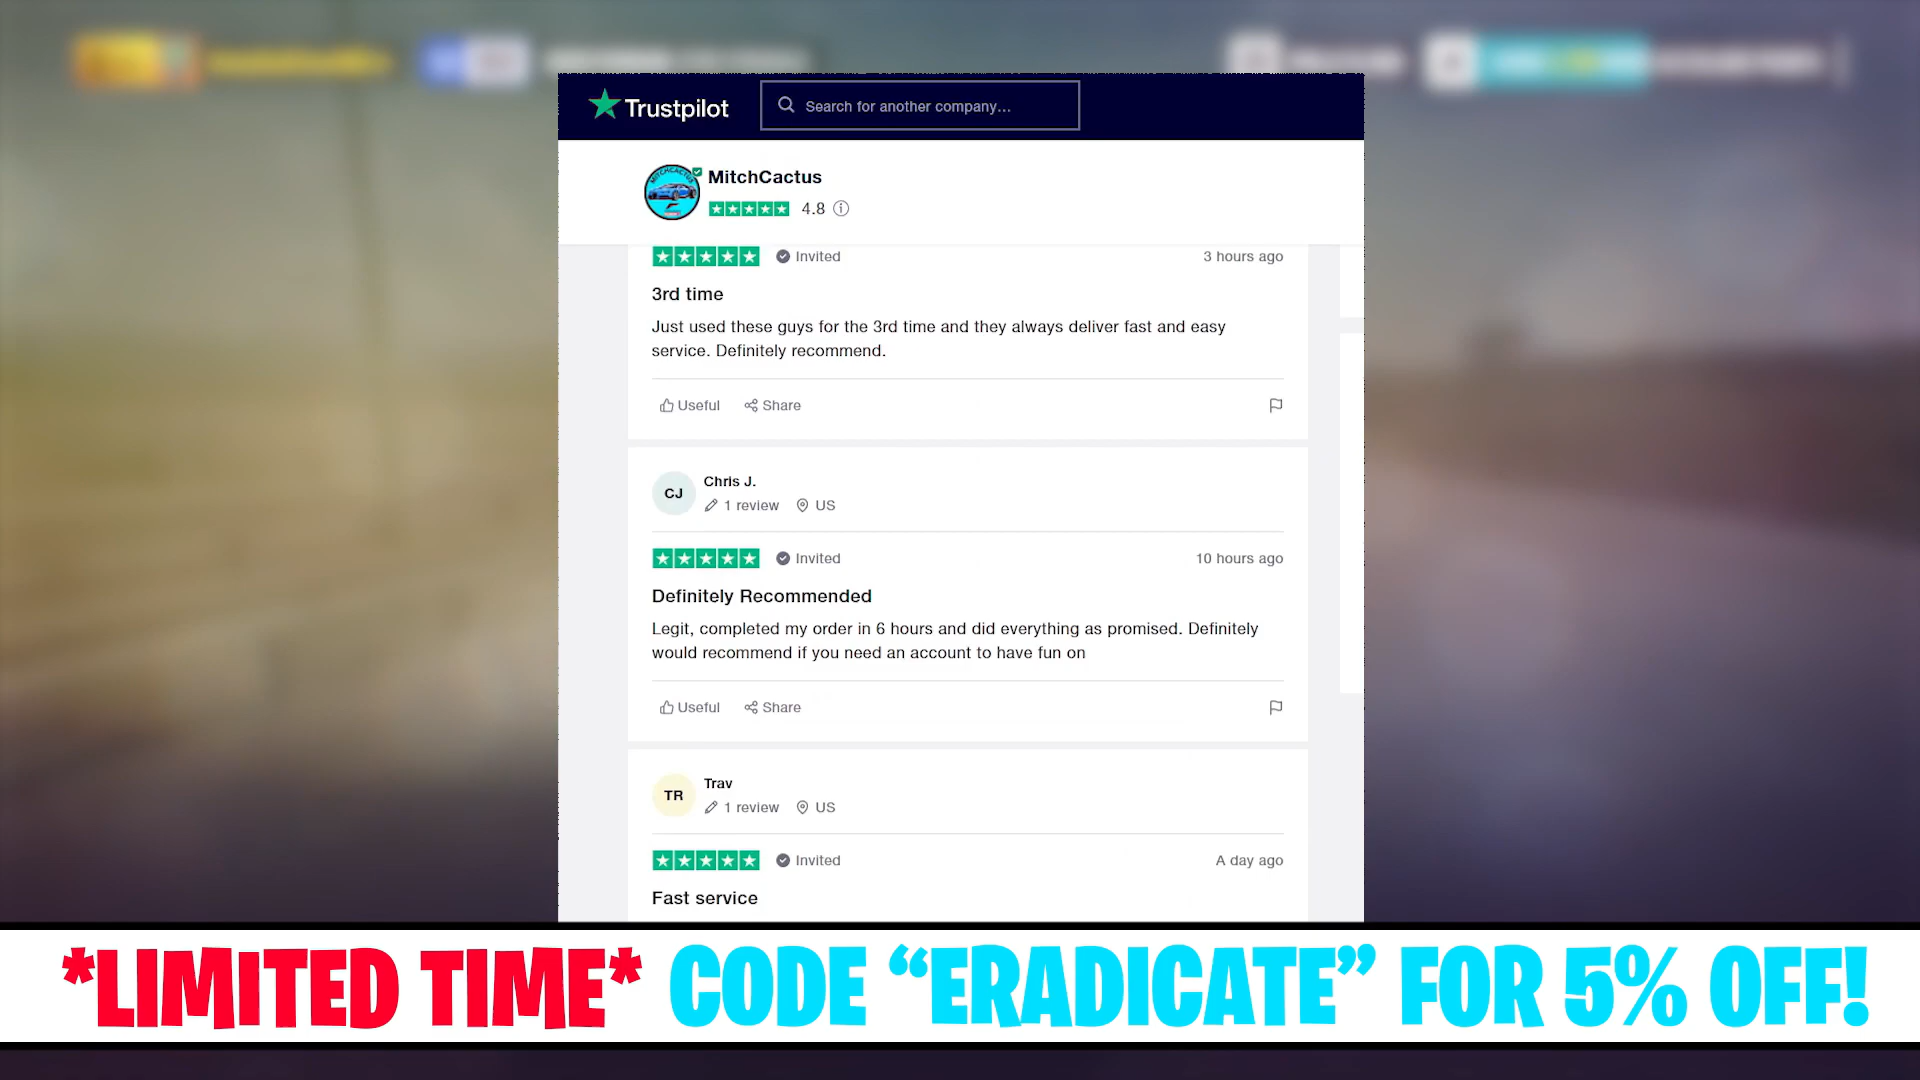 Trustpilot
Search for another company...
MITCHCACTUS
MitchCactus
4.8
Invited
3 hours ago
3rd time
Just used these guys for the 3rd time and they always deliver fast and easy
service. Definitely recommend.
Useful
Share
CJ
Chris J.
1 review
US
Invited
10 hours ago
Definitely Recommended
Legit, completed my order in 6 hours and did everything as promised. Definitely
would recommend if you need an account to have fun on
Useful
Share
TR
Trav
1 review
US
Invited
A day ago
Fast service
*LIMITED TIME* CODE “ERADICATE” FOR 5% OFF!